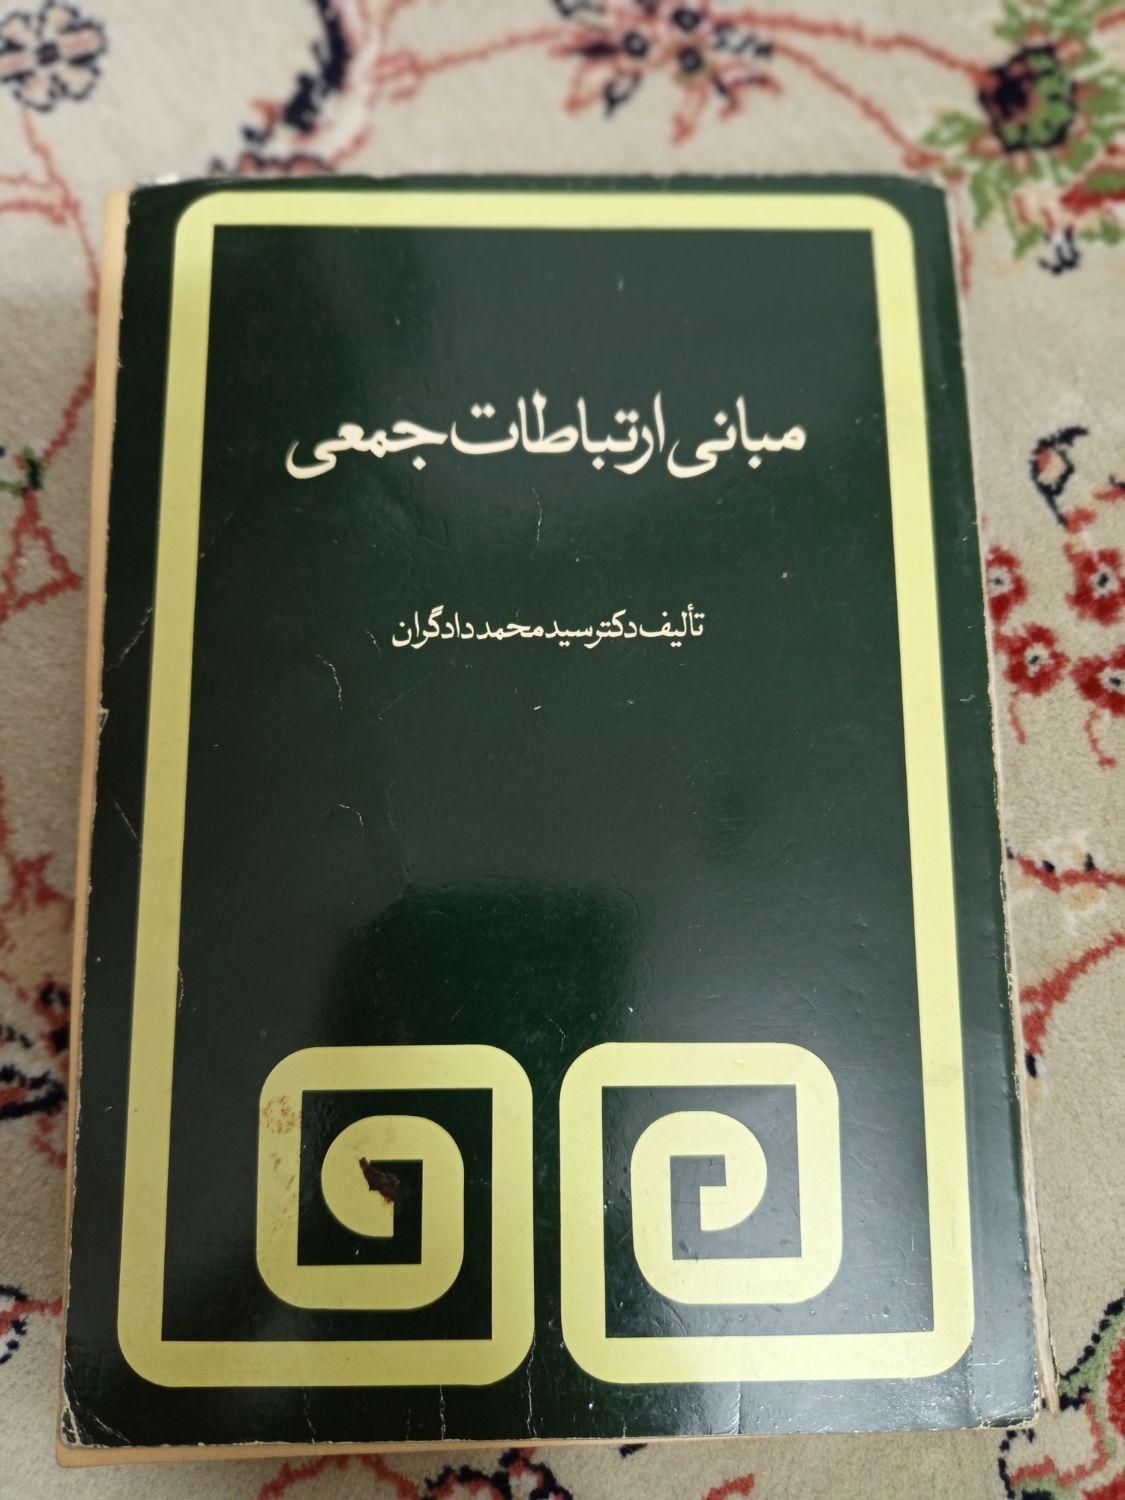 مبانی ارتباطات جمعی
تألیف دکتر سید محمد دادگران